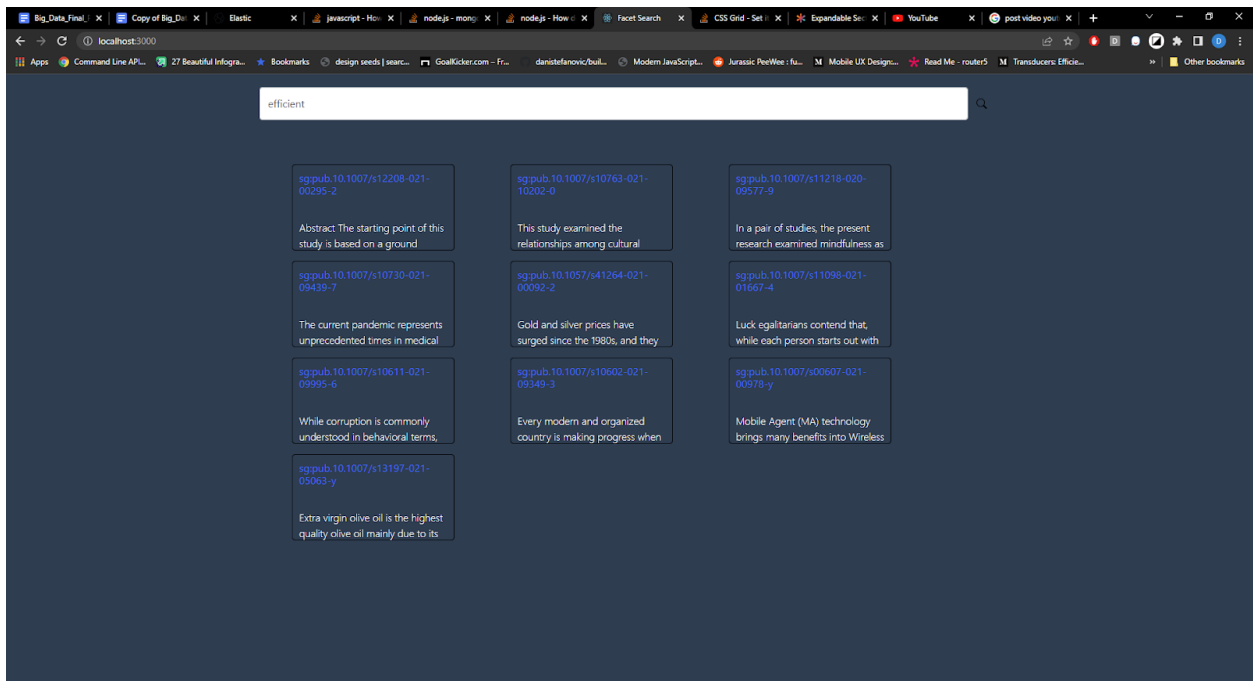 Big_Data_Final_
Copy of Big_Da
Elastic
javascript - How
node.js - mong
node.js - How
Facet Search
CSS Grid - Set
Expandable Sec
YouTube
post video you
localhost:3000
Apps
Command Line API...
27 Beautiful Infogra...
Bookmarks
design seeds | searc...
GoalKicker.com – Fr...
danistefanovic/buil...
Modern JavaScript...
Jurassic PeeWee : fu...
Mobile UX Design:...
Read Me - router5
Transducers: Efficie...
Other bookmarks
efficient
sg:pub.10.1007/s12208-021-
00295-2
Abstract The starting point of this
study is based on a ground
sg:pub.10.1007/s10763-021-
10202-0
This study examined the
relationships among cultural
sg:pub.10.1007/s11218-020-
09577-9
In a pair of studies, the present
research examined mindfulness as
sg:pub.10.1007/s10730-021-
09439-7
The current pandemic represents
unprecedented times in medical
sg:pub.10.1057/s41264-021-
00092-2
Gold and silver prices have
surged since the 1980s, and they
sg:pub.10.1007/s11098-021-
01667-4
Luck egalitarians contend that,
while each person starts out with
sg:pub.10.1007/s10611-021-
09995-6
While corruption is commonly
understood in behavioral terms,
sg:pub.10.1007/s10602-021-
09349-3
Every modern and organized
country is making progress when
sg:pub.10.1007/s00607-021-
00978-y
Mobile Agent (MA) technology
brings many benefits into Wireless
sg:pub.10.1007/s13197-021-
05063-y
Extra virgin olive oil is the highest
quality olive oil mainly due to its